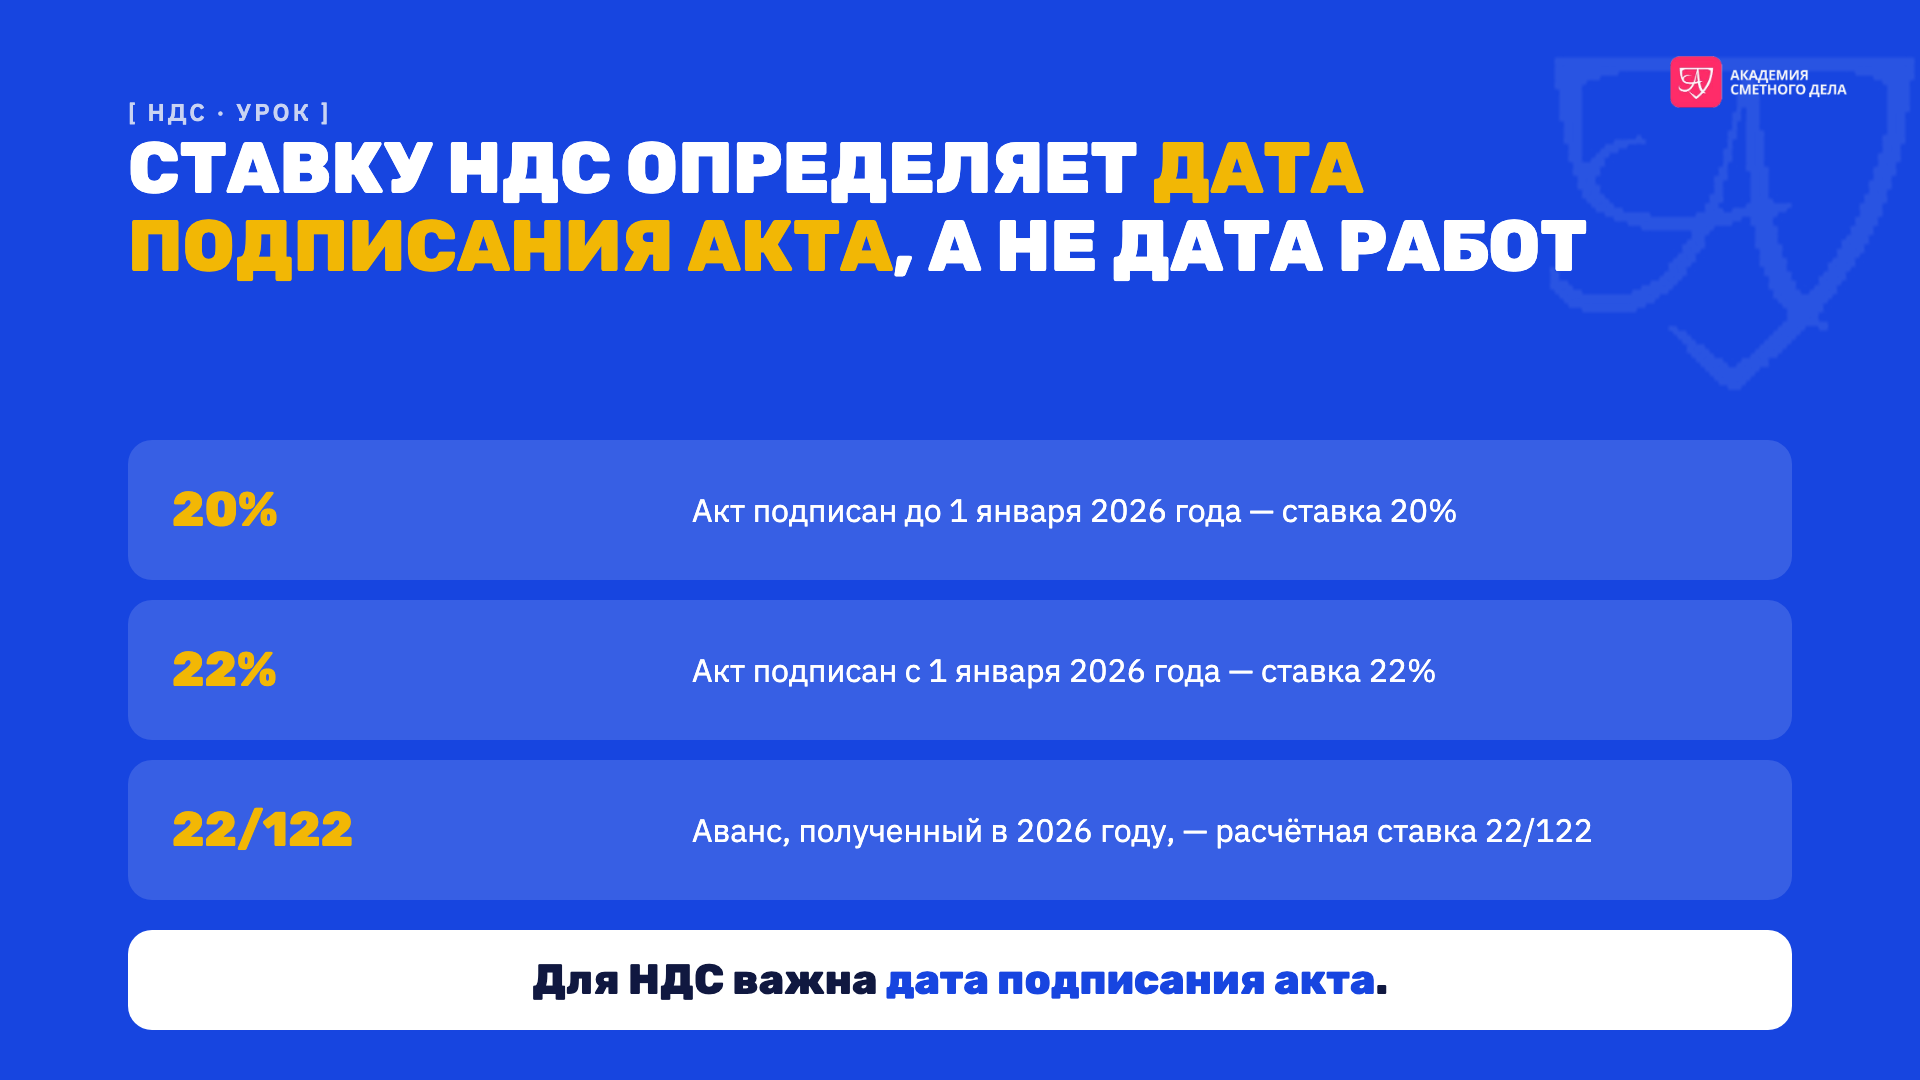 [ НДС · УРОК ]
АКАДЕМИЯ
СМЕТНОГО ДЕЛА
СТАВКУ НДС ОПРЕДЕЛЯЕТ ДАТА
ПОДПИСАНИЯ АКТА, А НЕ ДАТА РАБОТ
20%
Акт подписан до 1 января 2026 года — ставка 20%
22%
Акт подписан с 1 января 2026 года — ставка 22%
22/122
Аванс, полученный в 2026 году, — расчётная ставка 22/122
Для НДС важна дата подписания акта.